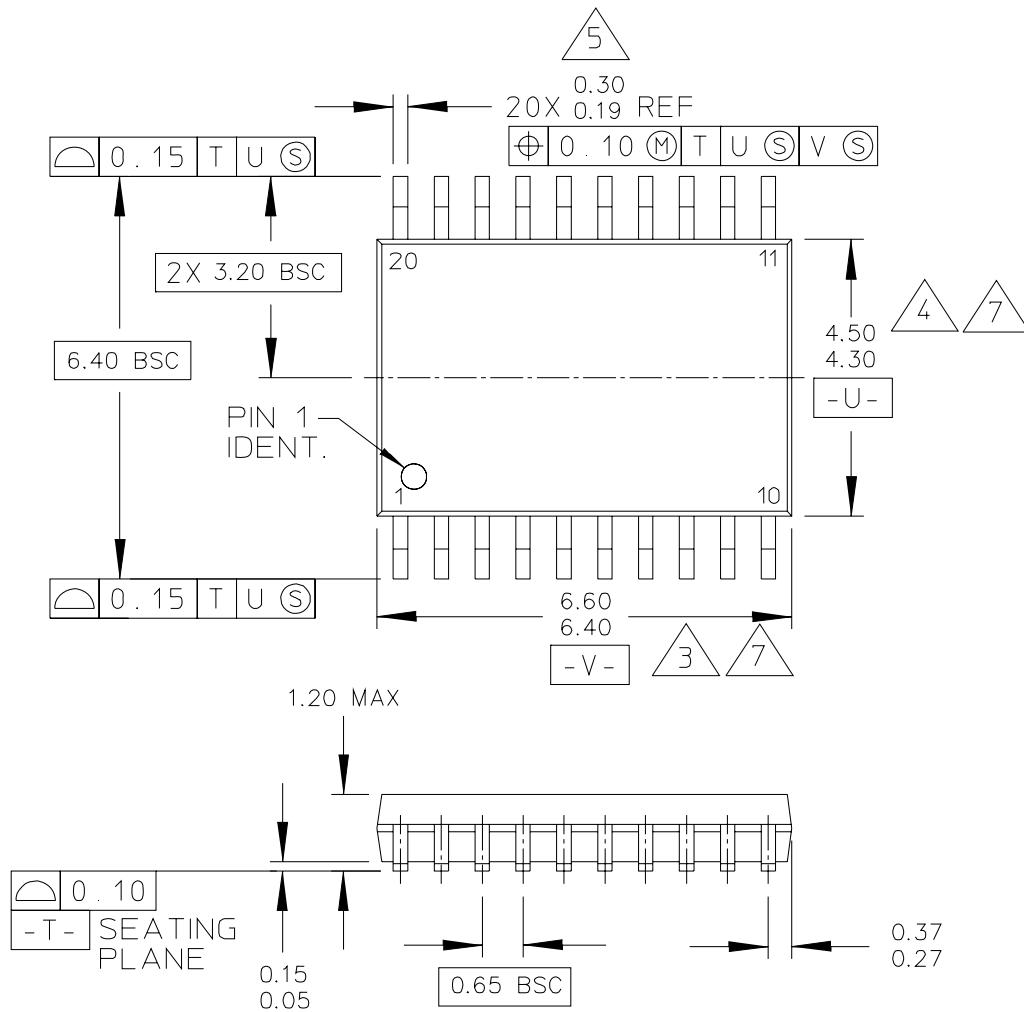 5
0.30
20X 0.19 REF
0.15 T U Ⓢ
⌖ 0.10 Ⓜ T U Ⓢ V Ⓢ
20
11
2X 3.20 BSC
4 7
4.50
4.30
6.40 BSC
-U-
PIN 1
IDENT.
1
10
0.15 T U Ⓢ
6.60
6.40
3 7
-V-
1.20 MAX
0.10
-T- SEATING
PLANE
0.37
0.27
0.15
0.05
0.65 BSC